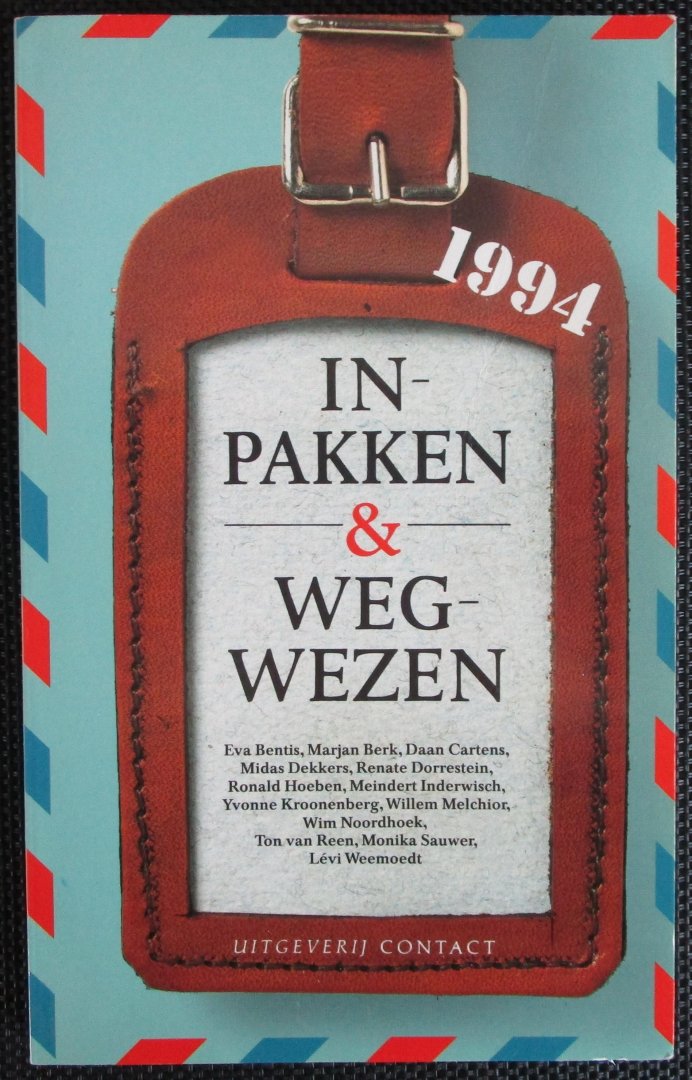 1994
IN-
PAKKEN
&
WEG-
WEZEN
Eva Bentis, Marjan Berk, Daan Cartens,
Midas Dekkers, Renate Dorrestein,
Ronald Hoeben, Meindert Inderwisch,
Yvonne Kroonenberg, Willem Melchior,
Wim Noordhoek,
Ton van Reen, Monika Sauwer,
Lévi Weemoedt
UITGEVERIJ CONTACT